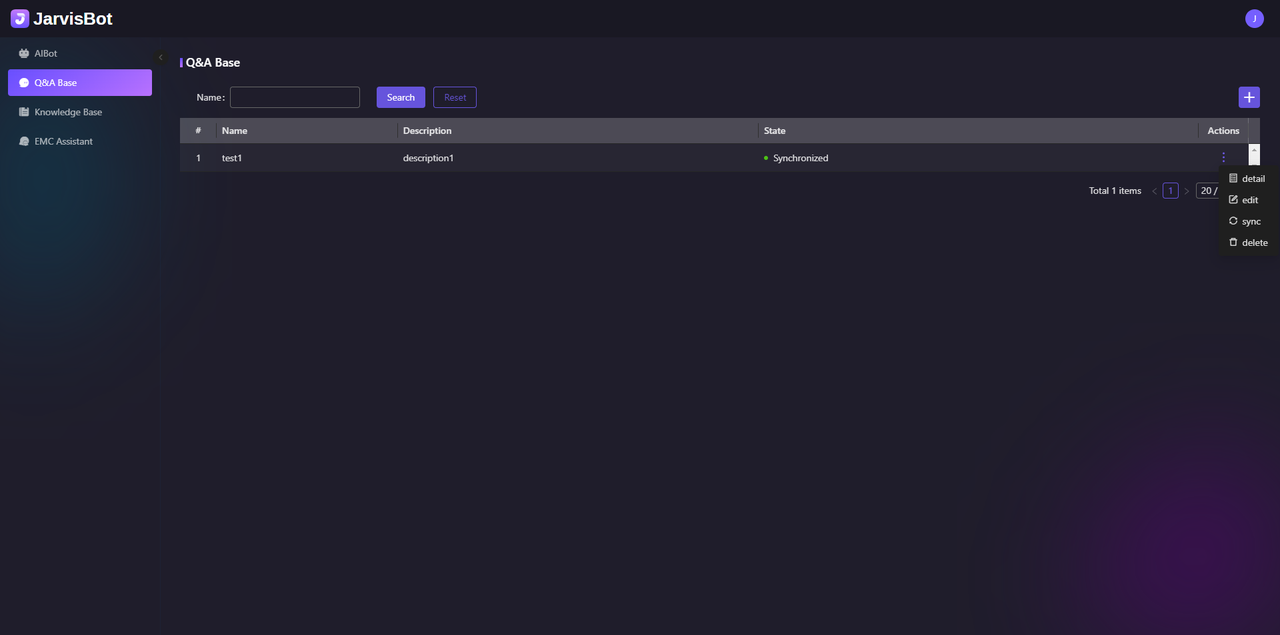 JarvisBot
J
AIBot
Q&A Base
Knowledge Base
EMC Assistant
Q&A Base
Name: Search Reset
# Name Description State Actions
1 test1 description1 Synchronized
Total 1 items 1 20 /
detail
edit
sync
delete